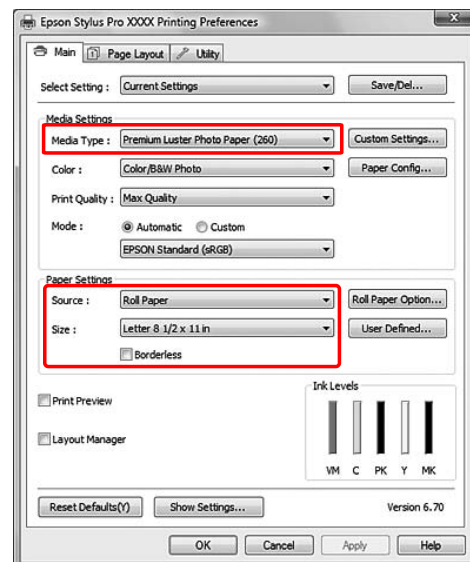 Epson Stylus Pro XXXX Printing Preferences
Main Page Layout Utility
Select Setting : Current Settings Save/Del...
Media Settings
Media Type : Premium Luster Photo Paper (260) Custom Settings...
Color : Color/B&W Photo Paper Config...
Print Quality : Max Quality
Mode : Automatic Custom
EPSON Standard (sRGB)
Paper Settings
Source : Roll Paper Roll Paper Option...
Size : Letter 8 1/2 x 11 in User Defined...
Borderless
Print Preview
Layout Manager
Ink Levels
VM C PK Y MK
Reset Defaults(Y) Show Settings... Version 6.70
OK Cancel Apply Help